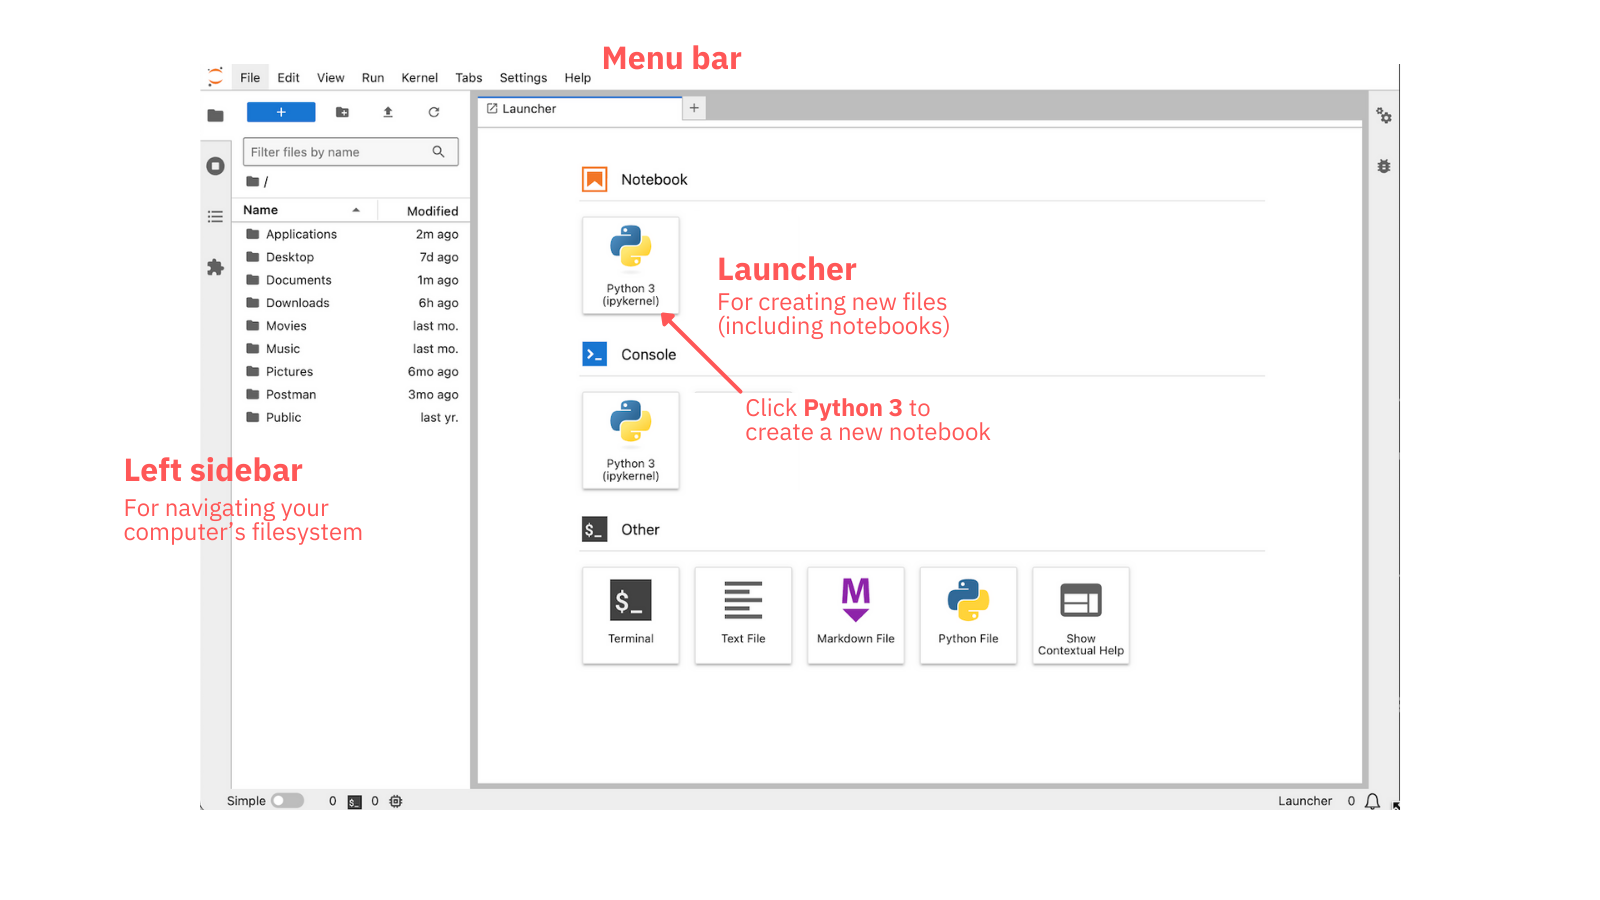 Menu bar
File Edit View Run Kernel Tabs Settings Help
+
Launcher
+
Filter files by name
/
Name Modified
Applications 2m ago
Desktop 7d ago
Documents 1m ago
Downloads 6h ago
Movies last mo.
Music last mo.
Pictures 6mo ago
Postman 3mo ago
Public last yr.
Left sidebar
For navigating your
computer's filesystem
Notebook
Python 3
(ipykernel)
Launcher
For creating new files
(including notebooks)
Console
Click Python 3 to
create a new notebook
Python 3
(ipykernel)
$_ Other
$_
Terminal
Text File
M
Markdown File
Python File
Show
Contextual Help
Simple 0 $_ 0
Launcher 0